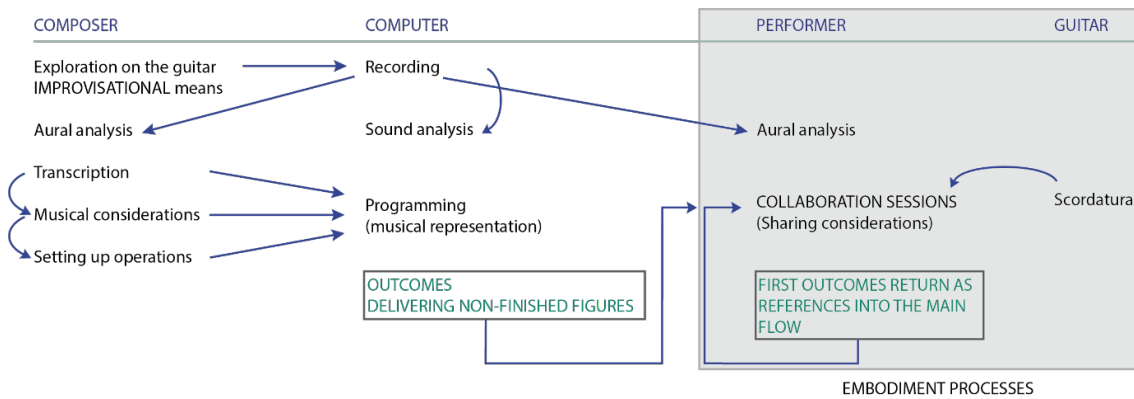 COMPOSER
COMPUTER
PERFORMER
GUITAR
Exploration on the guitar
IMPROVISATIONAL means
Recording
Aural analysis
Sound analysis
Aural analysis
Transcription
Musical considerations
Setting up operations
Programming
(musical representation)
COLLABORATION SESSIONS
(Sharing considerations)
Scordatura
OUTCOMES
DELIVERING NON-FINISHED FIGURES
FIRST OUTCOMES RETURN AS
REFERENCES INTO THE MAIN
FLOW
EMBODIMENT PROCESSES